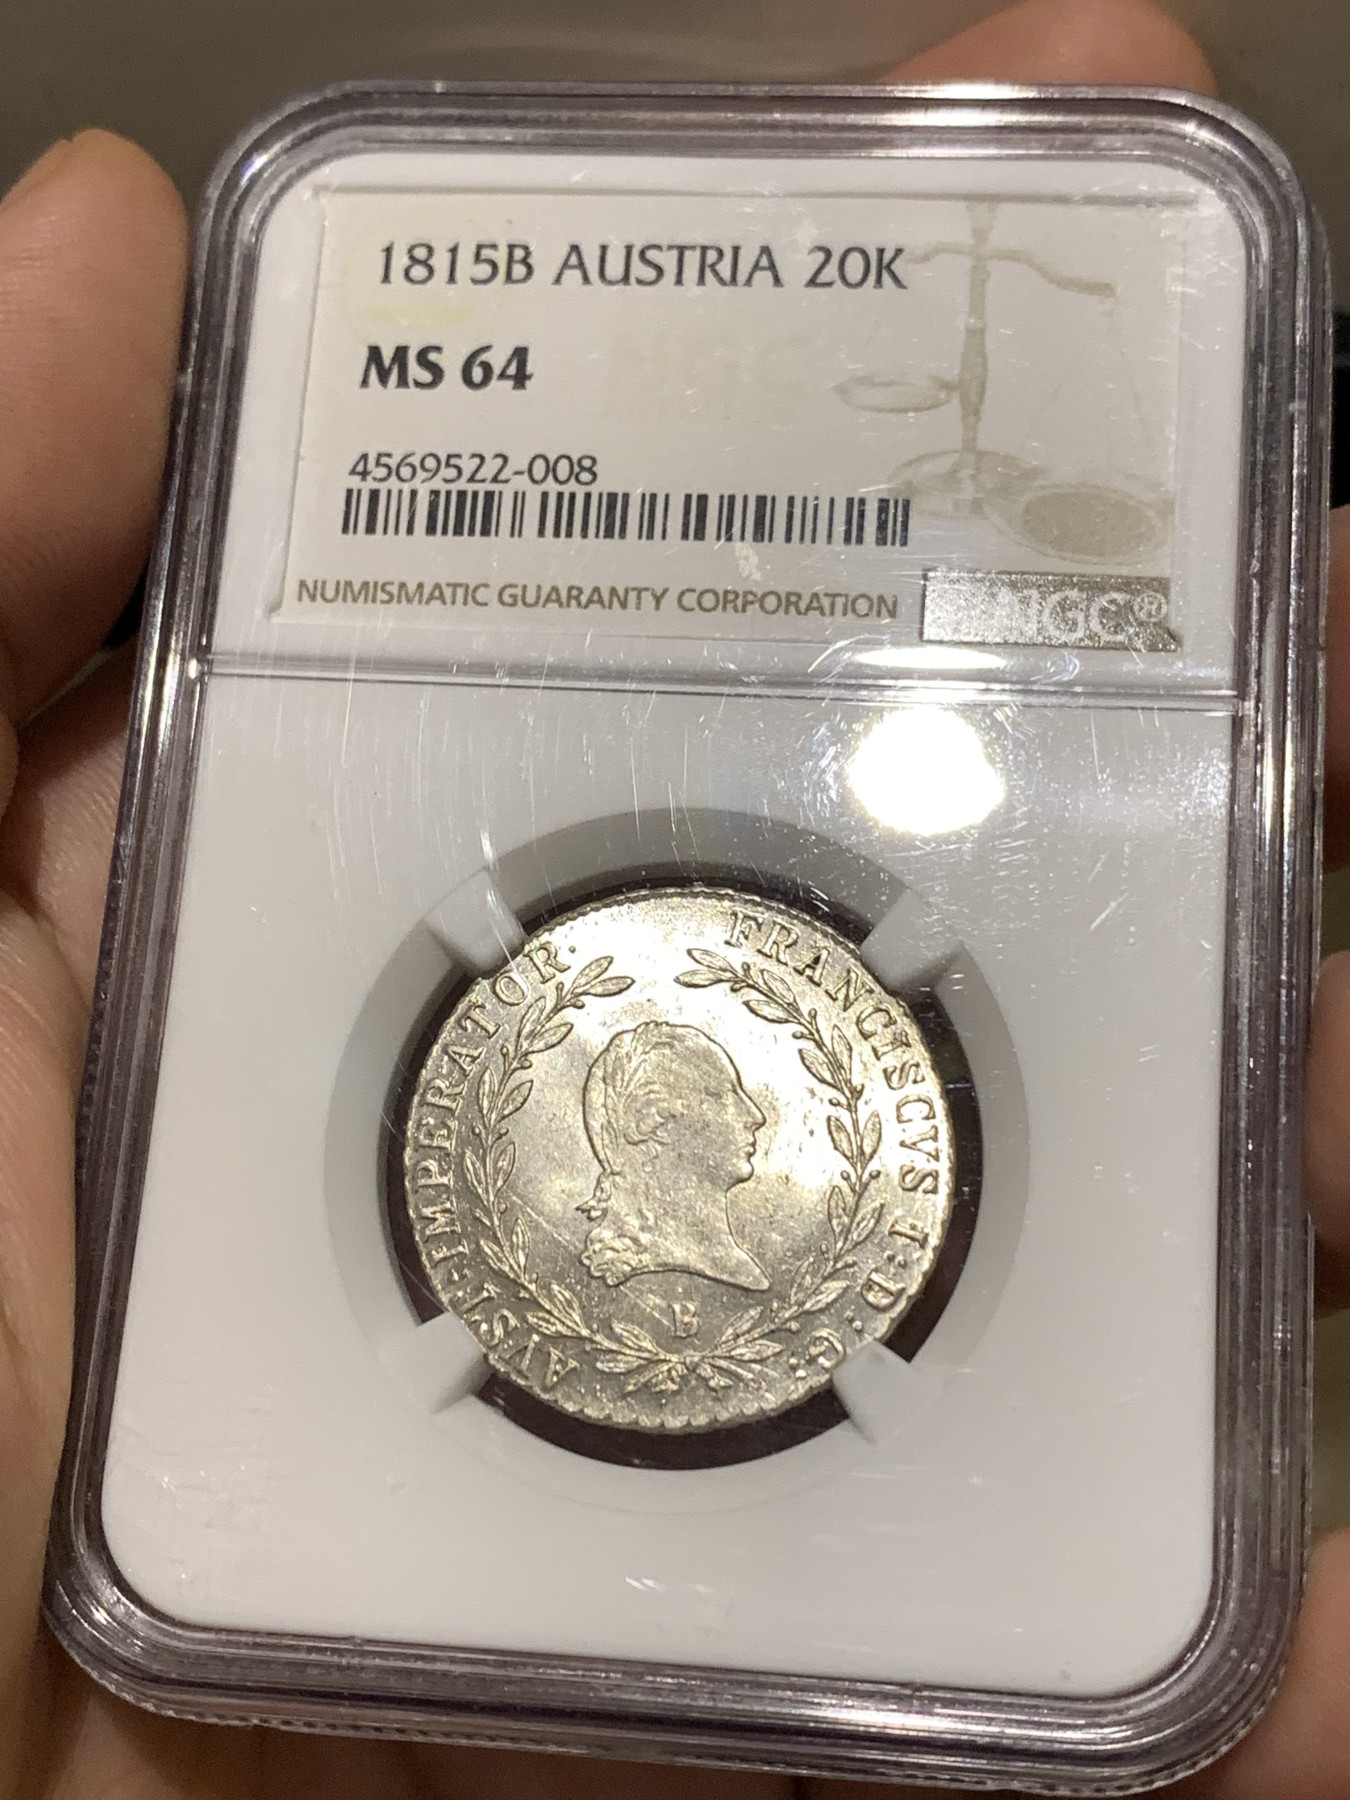 1815B AUSTRIA 20K
MS 64
4569522-008
NUMISMATIC GUARANTY CORPORATION
NGC®
FRANCISCVS I·D:G:
AVST·IMPERATOR·
B